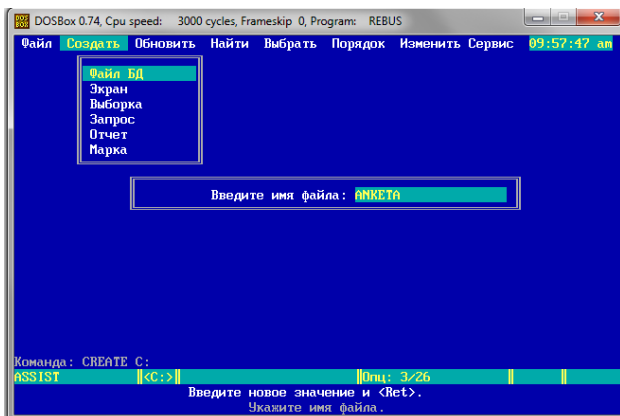 DOSBox 0.74, Cpu speed: 3000 cycles, Frameskip 0, Program: REBUS
Файл Создать Обновить Найти Выбрать Порядок Изменить Сервис 09:57:47 am
Файл БД
Экран
Выборка
Запрос
Отчет
Марка
Введите имя файла: ANKETA
Команда: CREATE C:
ASSIST <C:> Опц: 3/26
Введите новое значение и <Ret>.
Укажите имя файла.